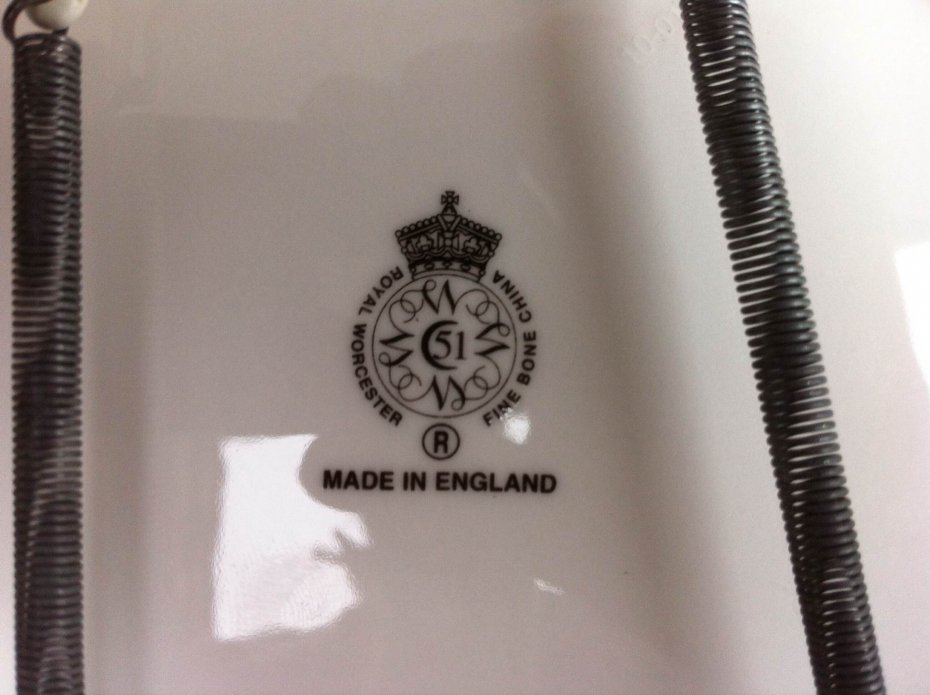 ROYAL WORCESTER
FINE BONE CHINA
51
R
MADE IN ENGLAND